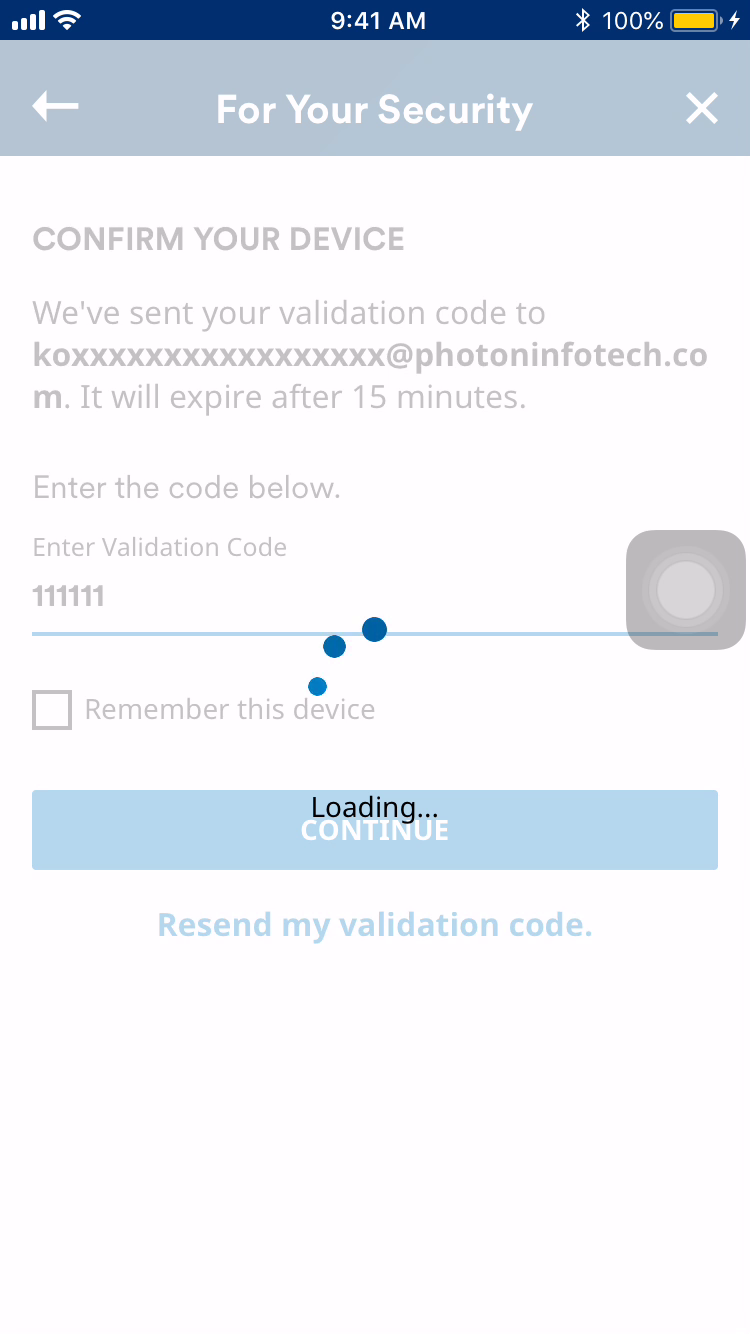 9:41 AM
100%
For Your Security
CONFIRM YOUR DEVICE
We've sent your validation code to
koxxxxxxxxxxxxxxxxx@photoninfotech.co
m. It will expire after 15 minutes.
Enter the code below.
Enter Validation Code
111111
Remember this device
Loading...
CONTINUE
Resend my validation code.